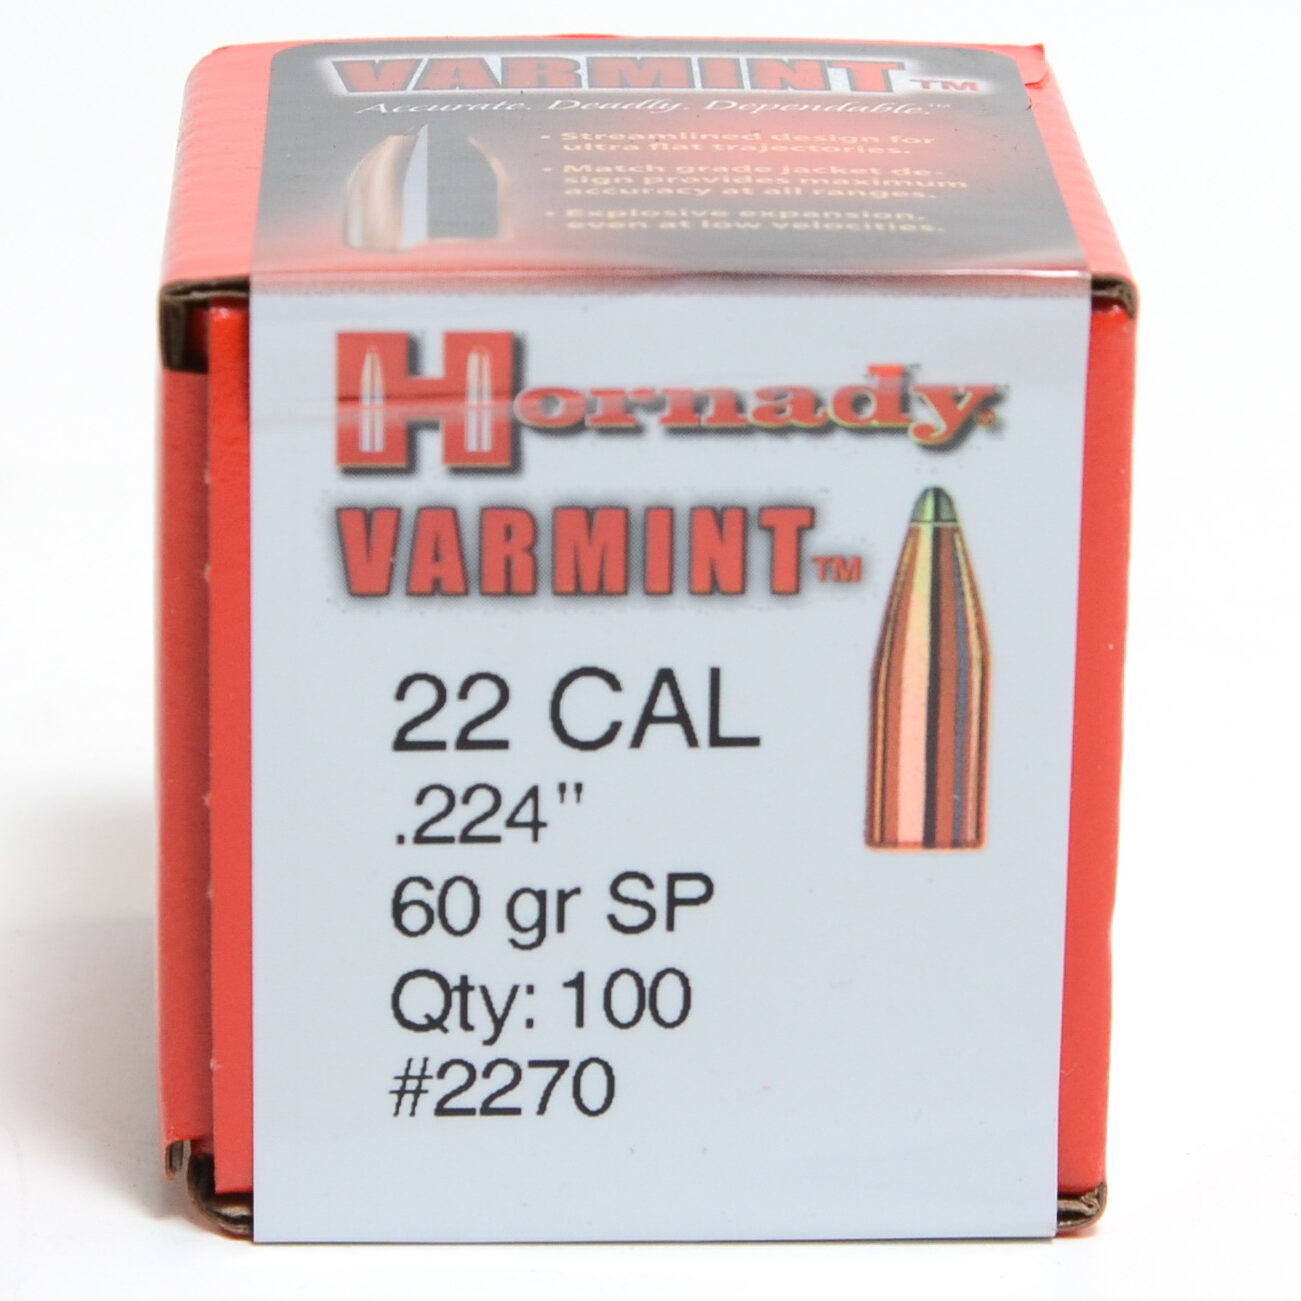 VARMINT™
Accurate. Deadly. Dependable.™
• Streamlined design for
ultra flat trajectories.
• Match grade jacket de-
sign provides maximum
accuracy at all ranges.
• Explosive expansion,
even at low velocities.
Hornady®
VARMINT™
22 CAL
.224"
60 gr SP
Qty: 100
#2270